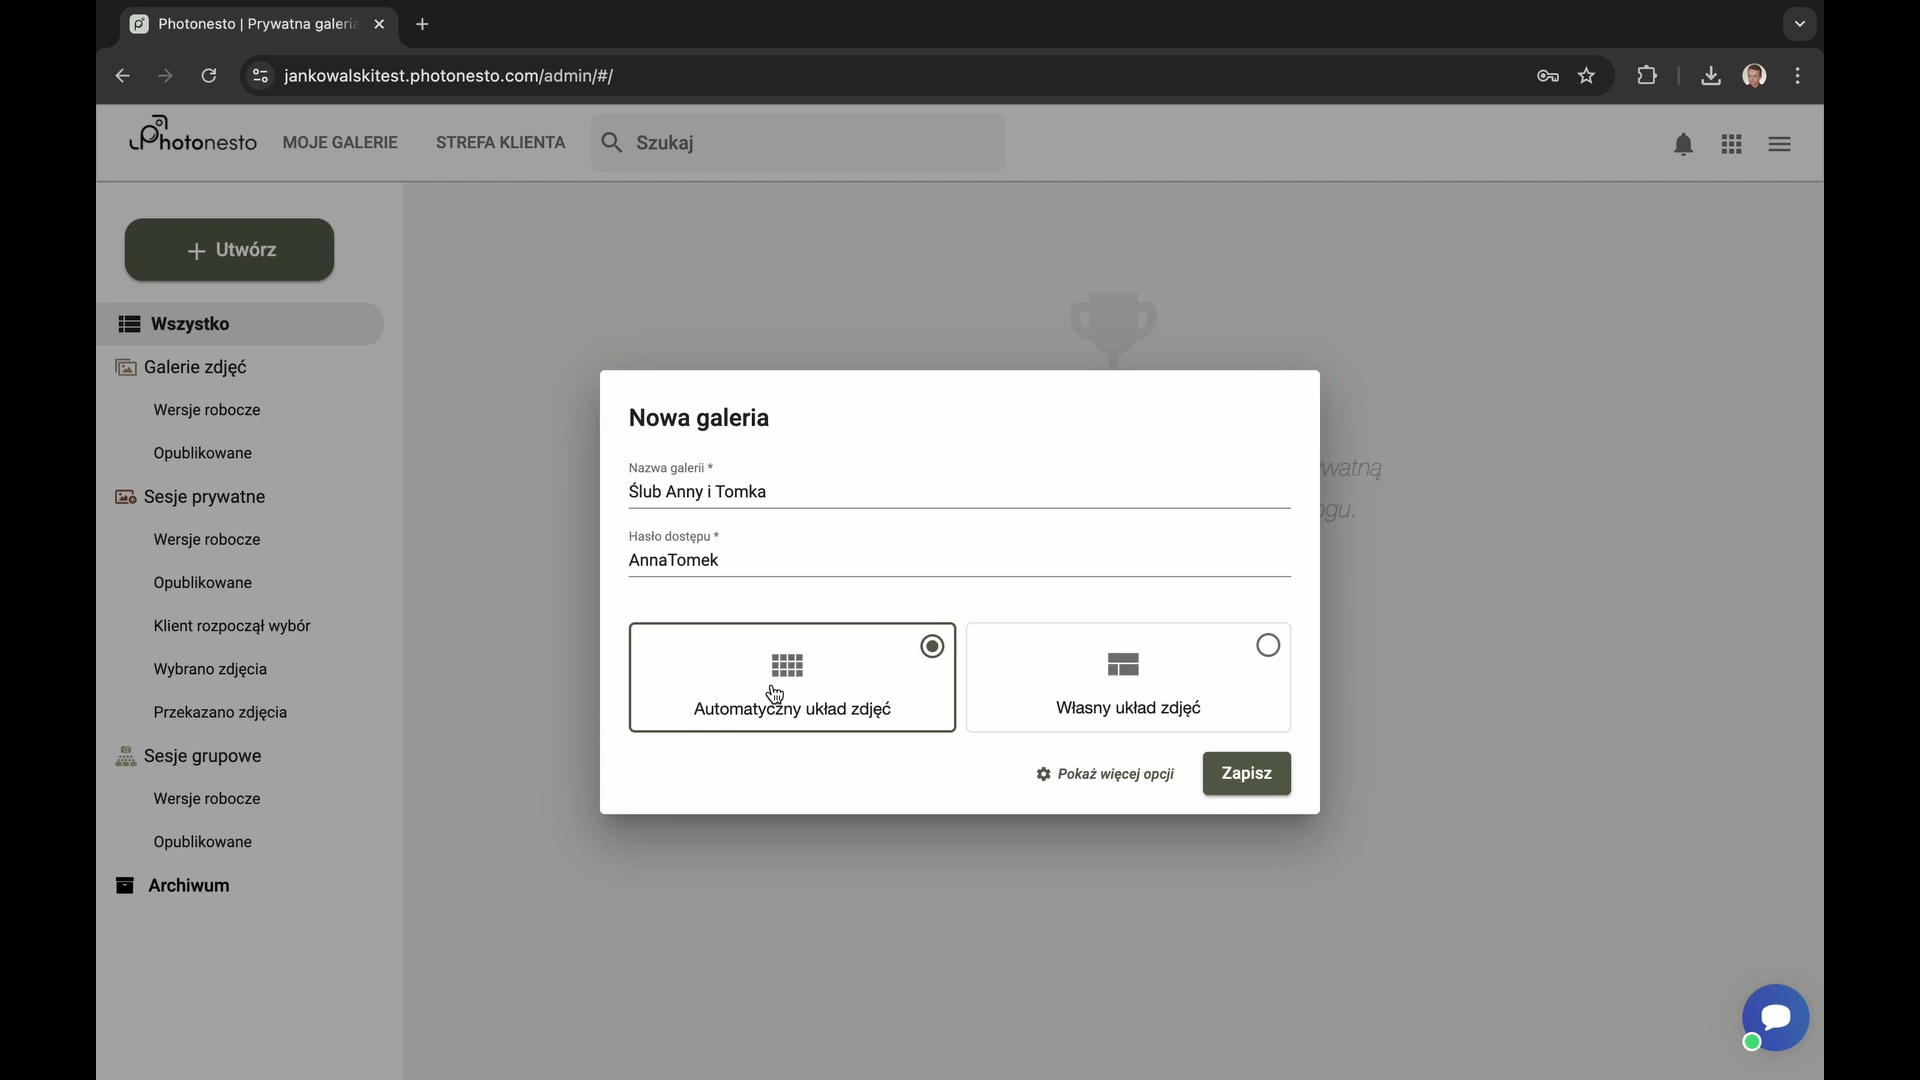 Photonesto | Prywatna galeria
jankowalskitest.photonesto.com/admin/#/
Photonesto
MOJE GALERIE
STREFA KLIENTA
Szukaj
Utwórz
Wszystko
Galerie zdjęć
Wersje robocze
Opublikowane
Sesje prywatne
Wersje robocze
Opublikowane
Klient rozpoczął wybór
Wybrano zdjęcia
Przekazano zdjęcia
Sesje grupowe
Wersje robocze
Opublikowane
Archiwum
Nowa galeria
Nazwa galerii *
Ślub Anny i Tomka
Hasło dostępu *
AnnaTomek
Automatyczny układ zdjęć
Własny układ zdjęć
Pokaż więcej opcji
Zapisz